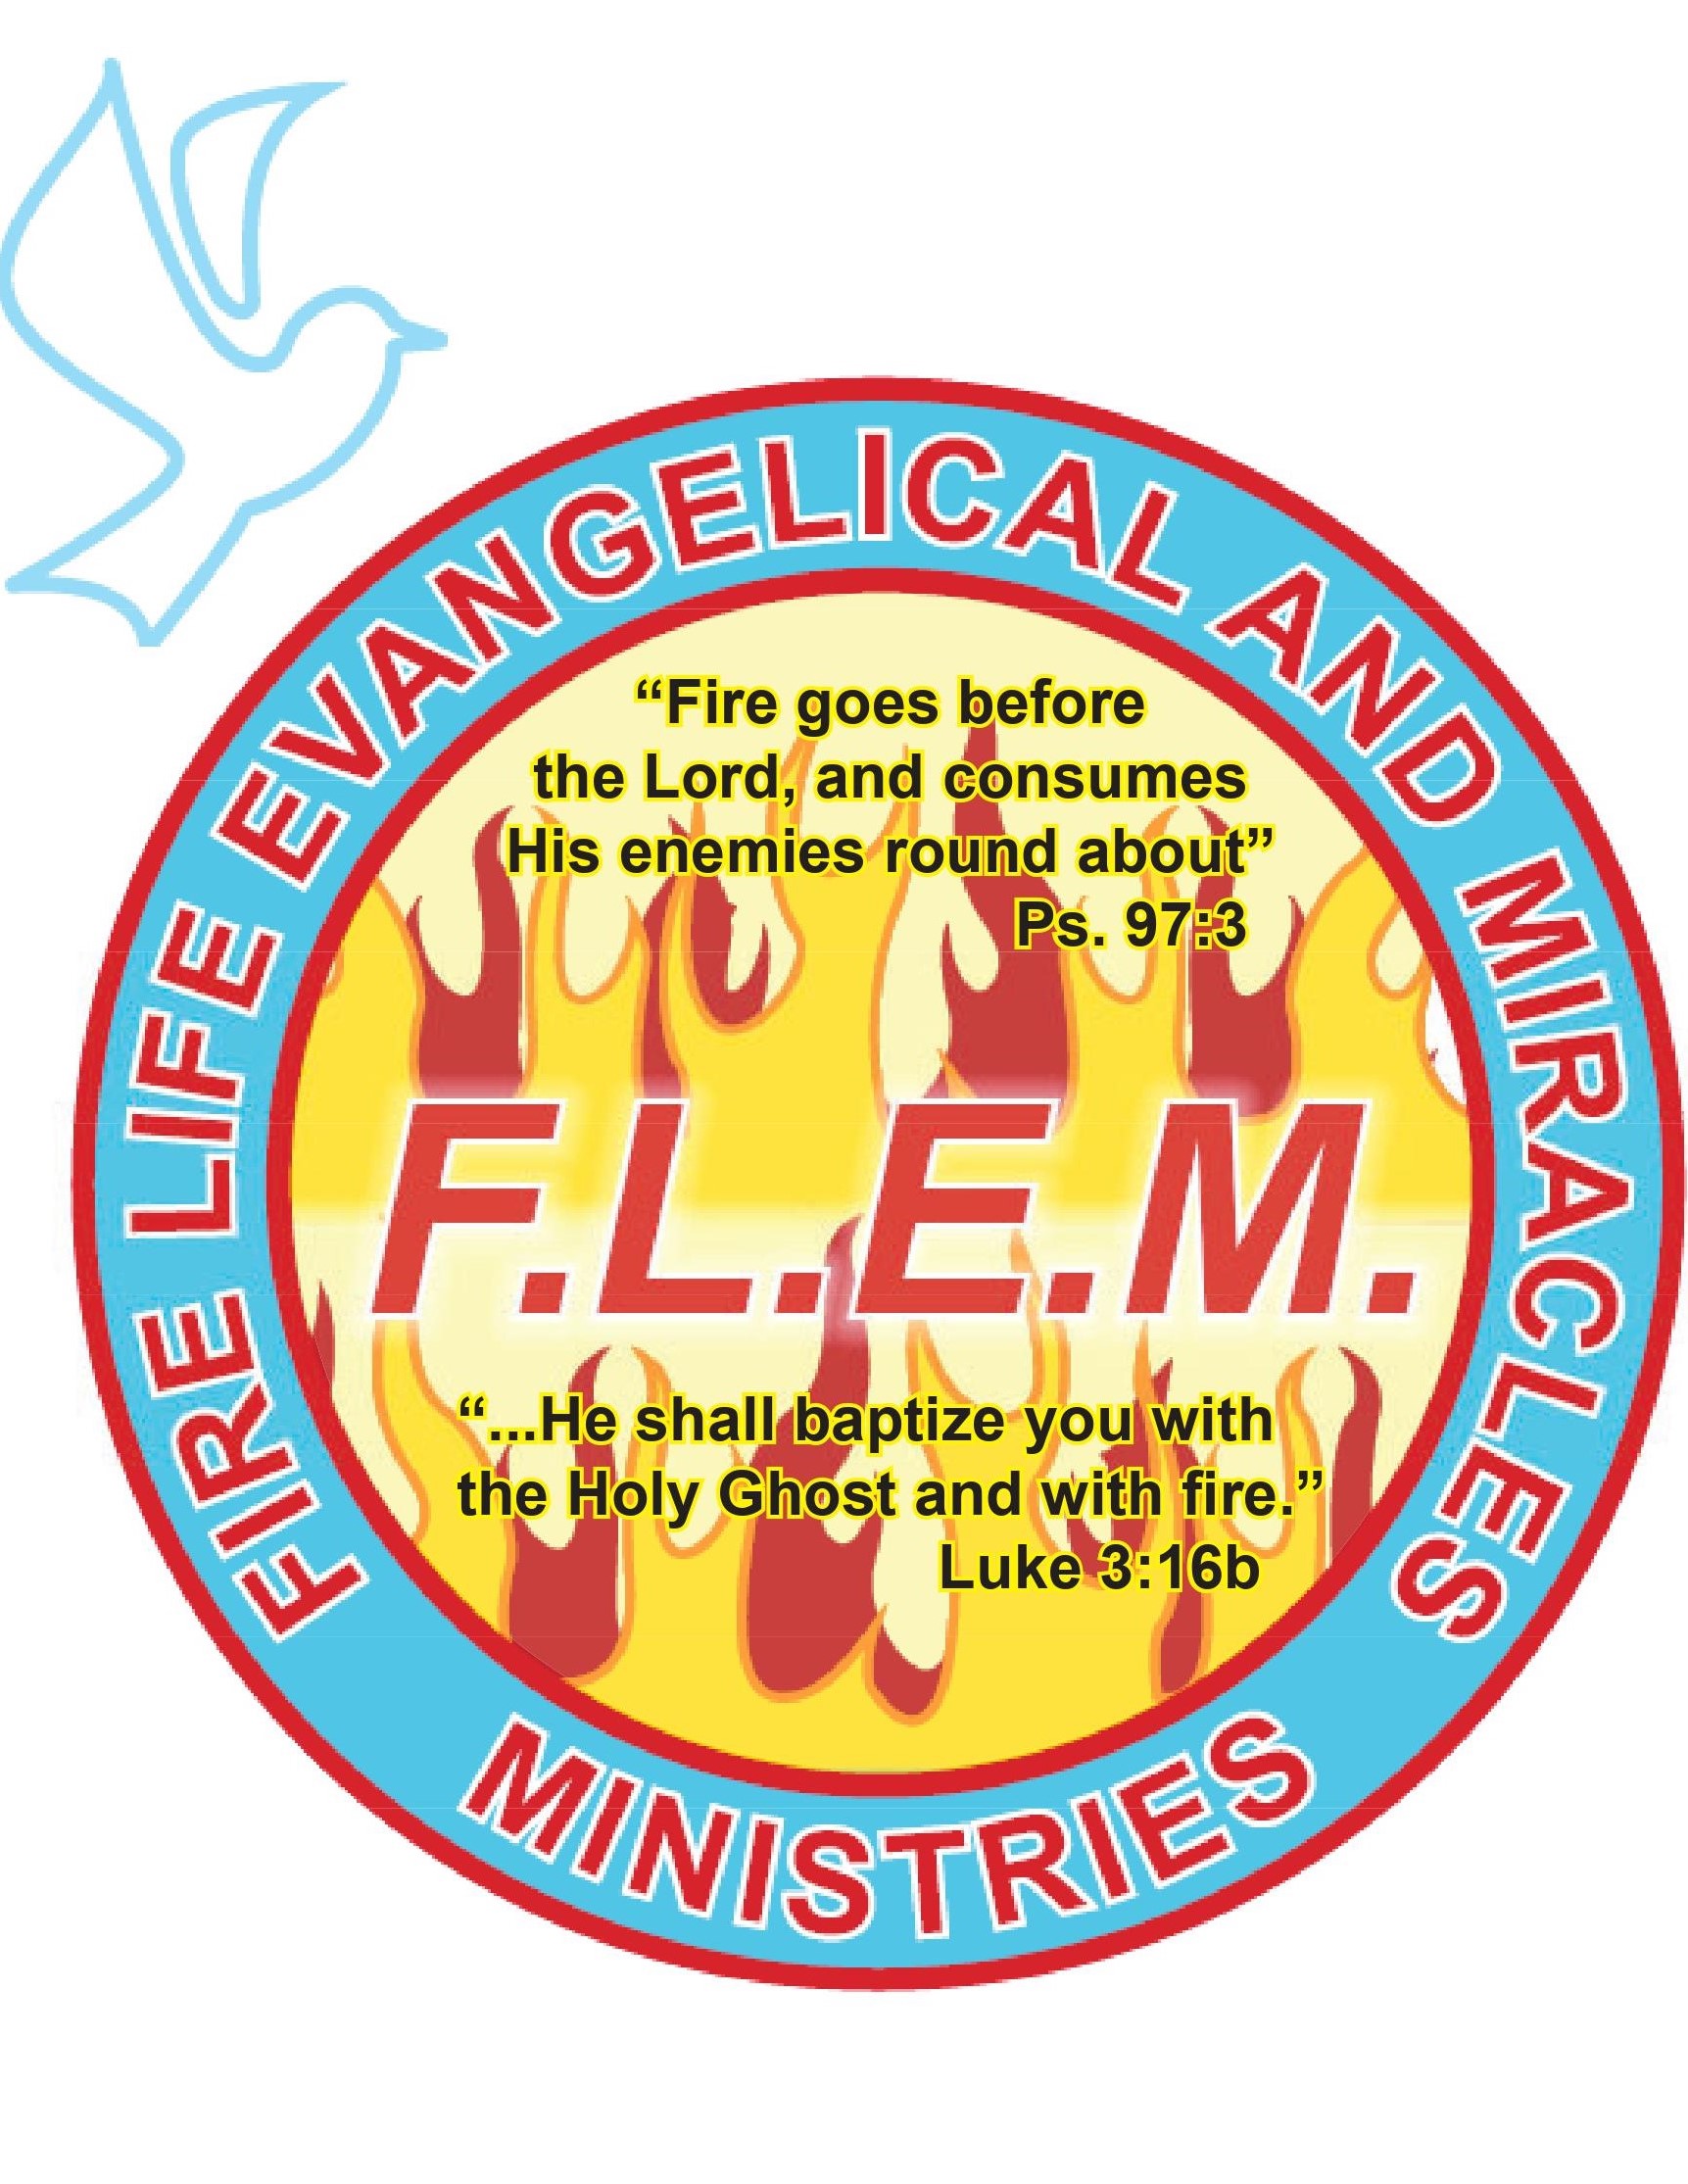 FIRE LIFE EVANGELICAL AND MIRACLES
“Fire goes before
the Lord, and consumes
His enemies round about”
Ps. 97:3
F.L.E.M.
“...He shall baptize you with
the Holy Ghost and with fire.”
Luke 3:16b
MINISTRIES